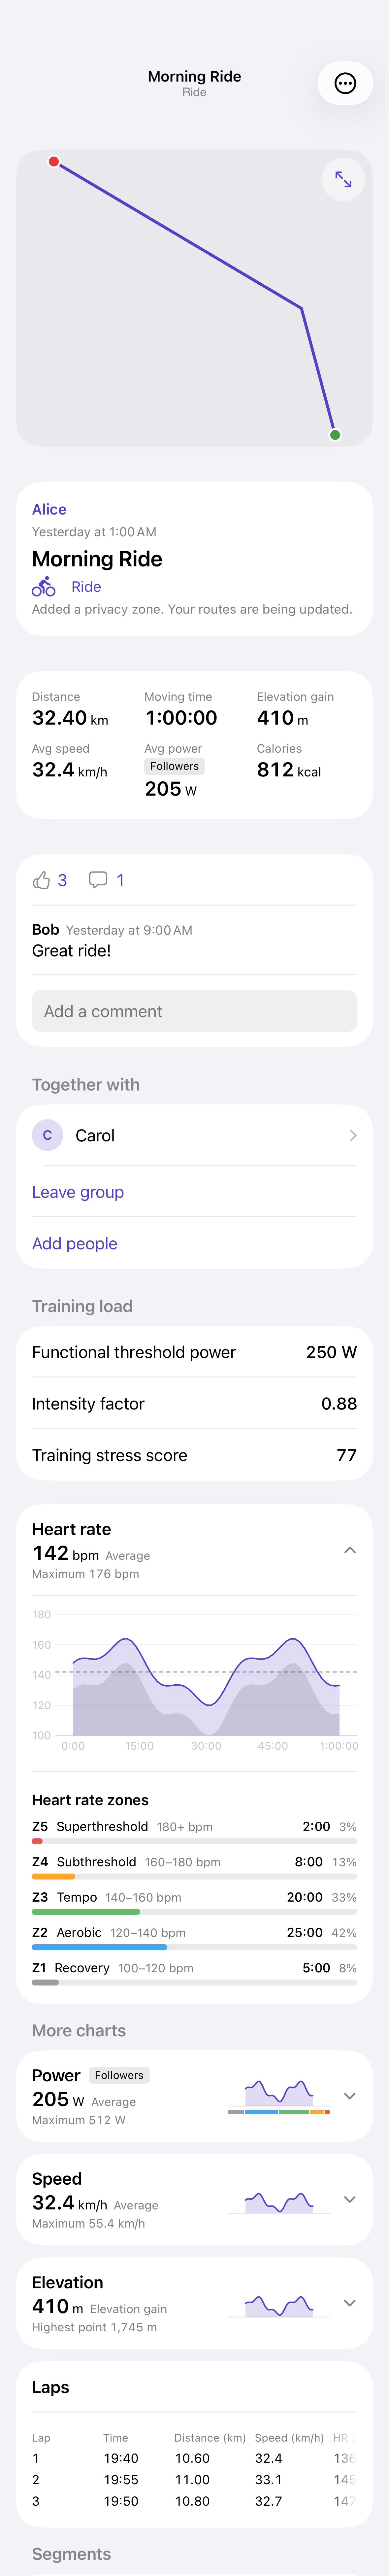 Morning Ride
Ride
Alice
Yesterday at 1:00 AM
Morning Ride
Ride
Added a privacy zone. Your routes are being updated.
Distance Moving time Elevation gain
32.40 km 1:00:00 410 m
Avg speed Avg power Calories
32.4 km/h Followers 812 kcal
205 W
3 1
Bob Yesterday at 9:00 AM
Great ride!
Add a comment
Together with
C Carol
Leave group
Add people
Training load
Functional threshold power 250 W
Intensity factor 0.88
Training stress score 77
Heart rate
142 bpm Average
Maximum 176 bpm
180
160
140
120
100
0:00 15:00 30:00 45:00 1:00:00
Heart rate zones
Z5 Superthreshold 180+ bpm 2:00 3%
Z4 Subthreshold 160–180 bpm 8:00 13%
Z3 Tempo 140–160 bpm 20:00 33%
Z2 Aerobic 120–140 bpm 25:00 42%
Z1 Recovery 100–120 bpm 5:00 8%
More charts
Power Followers
205 W Average
Maximum 512 W
Speed
32.4 km/h Average
Maximum 55.4 km/h
Elevation
410 m Elevation gain
Highest point 1,745 m
Laps
Lap Time Distance (km) Speed (km/h) HR
1 19:40 10.60 32.4 136
2 19:55 11.00 33.1 145
3 19:50 10.80 32.7 147
Segments